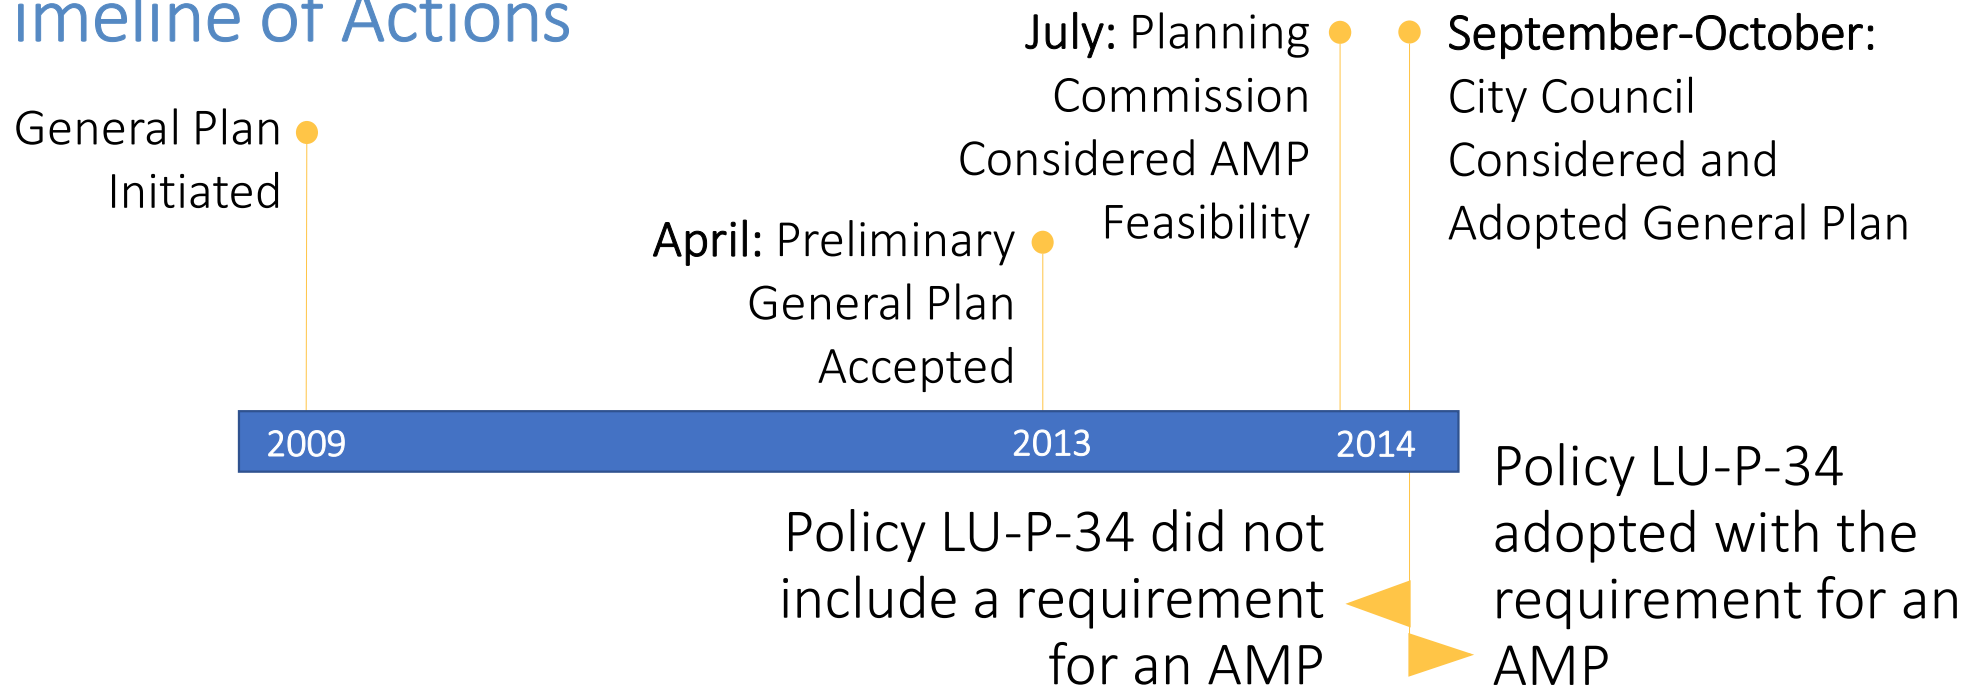 imeline of Actions
General Plan
Initiated
April: Preliminary
General Plan
Accepted
July: Planning
Commission
Considered AMP
Feasibility
September-October:
City Council
Considered and
Adopted General Plan
2009
2013
2014
Policy LU-P-34 did not
include a requirement
for an AMP
Policy LU-P-34
adopted with the
requirement for an
AMP